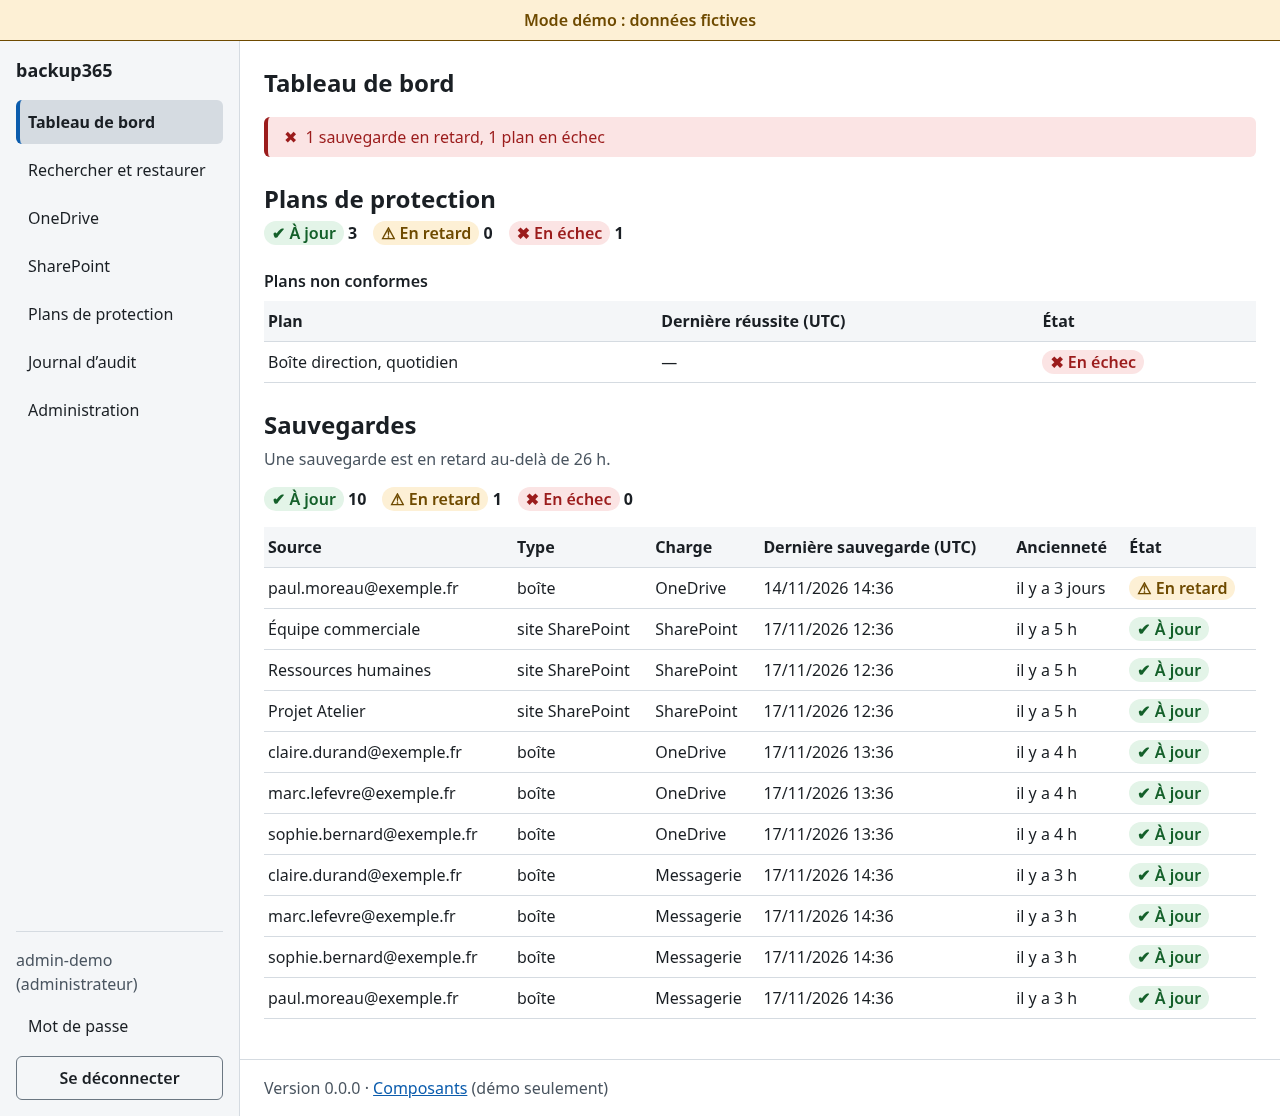 Mode démo : données fictives
backup365
Tableau de bord
Rechercher et restaurer
OneDrive
SharePoint
Plans de protection
Journal d’audit
Administration
admin-demo
(administrateur)
Mot de passe
Se déconnecter
Tableau de bord
✖ 1 sauvegarde en retard, 1 plan en échec
Plans de protection
✔ À jour 3 ⚠ En retard 0 ✖ En échec 1
Plans non conformes
Plan Dernière réussite (UTC) État
Boîte direction, quotidien — ✖ En échec
Sauvegardes
Une sauvegarde est en retard au-delà de 26 h.
✔ À jour 10 ⚠ En retard 1 ✖ En échec 0
Source Type Charge Dernière sauvegarde (UTC) Ancienneté État
paul.moreau@exemple.fr boîte OneDrive 14/11/2026 14:36 il y a 3 jours ⚠ En retard
Équipe commerciale site SharePoint SharePoint 17/11/2026 12:36 il y a 5 h ✔ À jour
Ressources humaines site SharePoint SharePoint 17/11/2026 12:36 il y a 5 h ✔ À jour
Projet Atelier site SharePoint SharePoint 17/11/2026 12:36 il y a 5 h ✔ À jour
claire.durand@exemple.fr boîte OneDrive 17/11/2026 13:36 il y a 4 h ✔ À jour
marc.lefevre@exemple.fr boîte OneDrive 17/11/2026 13:36 il y a 4 h ✔ À jour
sophie.bernard@exemple.fr boîte OneDrive 17/11/2026 13:36 il y a 4 h ✔ À jour
claire.durand@exemple.fr boîte Messagerie 17/11/2026 14:36 il y a 3 h ✔ À jour
marc.lefevre@exemple.fr boîte Messagerie 17/11/2026 14:36 il y a 3 h ✔ À jour
sophie.bernard@exemple.fr boîte Messagerie 17/11/2026 14:36 il y a 3 h ✔ À jour
paul.moreau@exemple.fr boîte Messagerie 17/11/2026 14:36 il y a 3 h ✔ À jour
Version 0.0.0 · Composants (démo seulement)